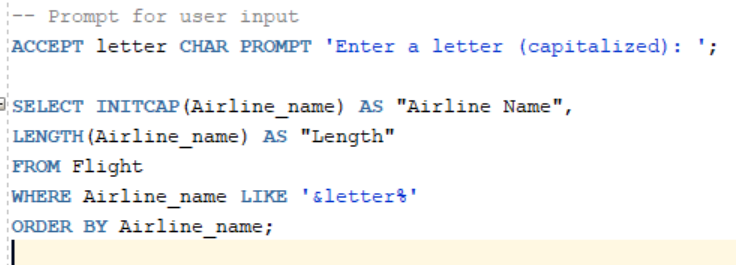 -- Prompt for user input
ACCEPT letter CHAR PROMPT 'Enter a letter (capitalized): ';
SELECT INITCAP(Airline_name) AS "Airline Name",
LENGTH(Airline_name) AS "Length"
FROM Flight
WHERE Airline_name LIKE '&letter%'
ORDER BY Airline_name;